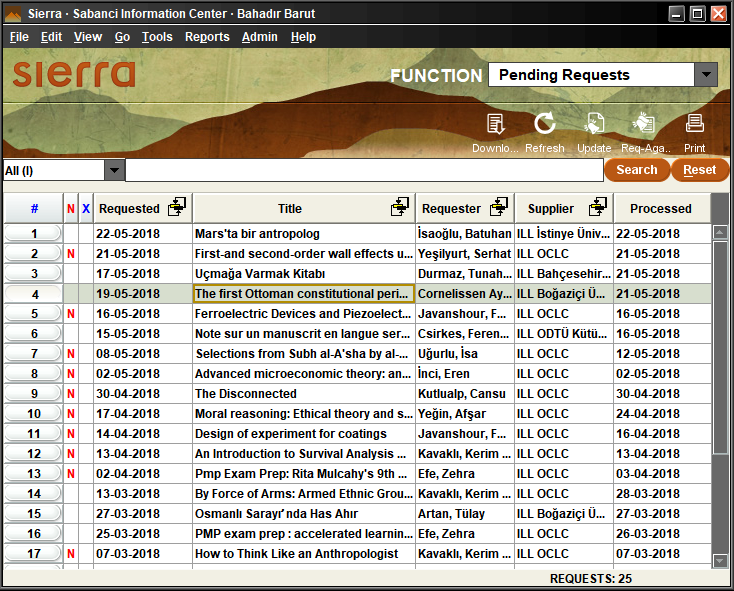 Sierra · Sabanci Information Center · Bahadır Barut
File Edit View Go Tools Reports Admin Help
sierra FUNCTION Pending Requests
Downlo... Refresh Update Req-Aga.. Print
All (I) Search Reset
# N X Requested Title Requester Supplier Processed
1 22-05-2018 Mars'ta bir antropolog İsaoğlu, Batuhan ILL İstinye Üniv... 22-05-2018
2 N 21-05-2018 First-and second-order wall effects u... Yeşilyurt, Serhat ILL OCLC 21-05-2018
3 17-05-2018 Uçmağa Varmak Kitabı Durmaz, Tunah... ILL Bahçesehir... 21-05-2018
4 19-05-2018 The first Ottoman constitutional peri... Cornelissen Ay... ILL Boğaziçi Ü... 21-05-2018
5 N 16-05-2018 Ferroelectric Devices and Piezoelect... Javanshour, F... ILL OCLC 16-05-2018
6 15-05-2018 Note sur un manuscrit en langue ser... Csirkes, Feren... ILL ODTÜ Kütü... 16-05-2018
7 N 08-05-2018 Selections from Subh al-A'sha by al-... Uğurlu, İsa ILL OCLC 12-05-2018
8 N 02-05-2018 Advanced microeconomic theory: an... İnci, Eren ILL OCLC 02-05-2018
9 N 30-04-2018 The Disconnected Kutlualp, Cansu ILL OCLC 30-04-2018
10 N 17-04-2018 Moral reasoning: Ethical theory and s... Yeğin, Afşar ILL OCLC 24-04-2018
11 N 14-04-2018 Design of experiment for coatings Javanshour, F... ILL OCLC 16-04-2018
12 N 13-04-2018 An Introduction to Survival Analysis ... Kavaklı, Kerim ... ILL OCLC 13-04-2018
13 N 02-04-2018 Pmp Exam Prep: Rita Mulcahy's 9th ... Efe, Zehra ILL OCLC 03-04-2018
14 13-03-2018 By Force of Arms: Armed Ethnic Grou... Kavaklı, Kerim ... ILL OCLC 28-03-2018
15 27-03-2018 Osmanlı Sarayı'nda Has Ahır Artan, Tülay ILL Boğaziçi Ü... 27-03-2018
16 25-03-2018 PMP exam prep : accelerated learnin... Efe, Zehra ILL OCLC 26-03-2018
17 N 07-03-2018 How to Think Like an Anthropologist Kavaklı, Kerim ... ILL OCLC 07-03-2018
REQUESTS: 25